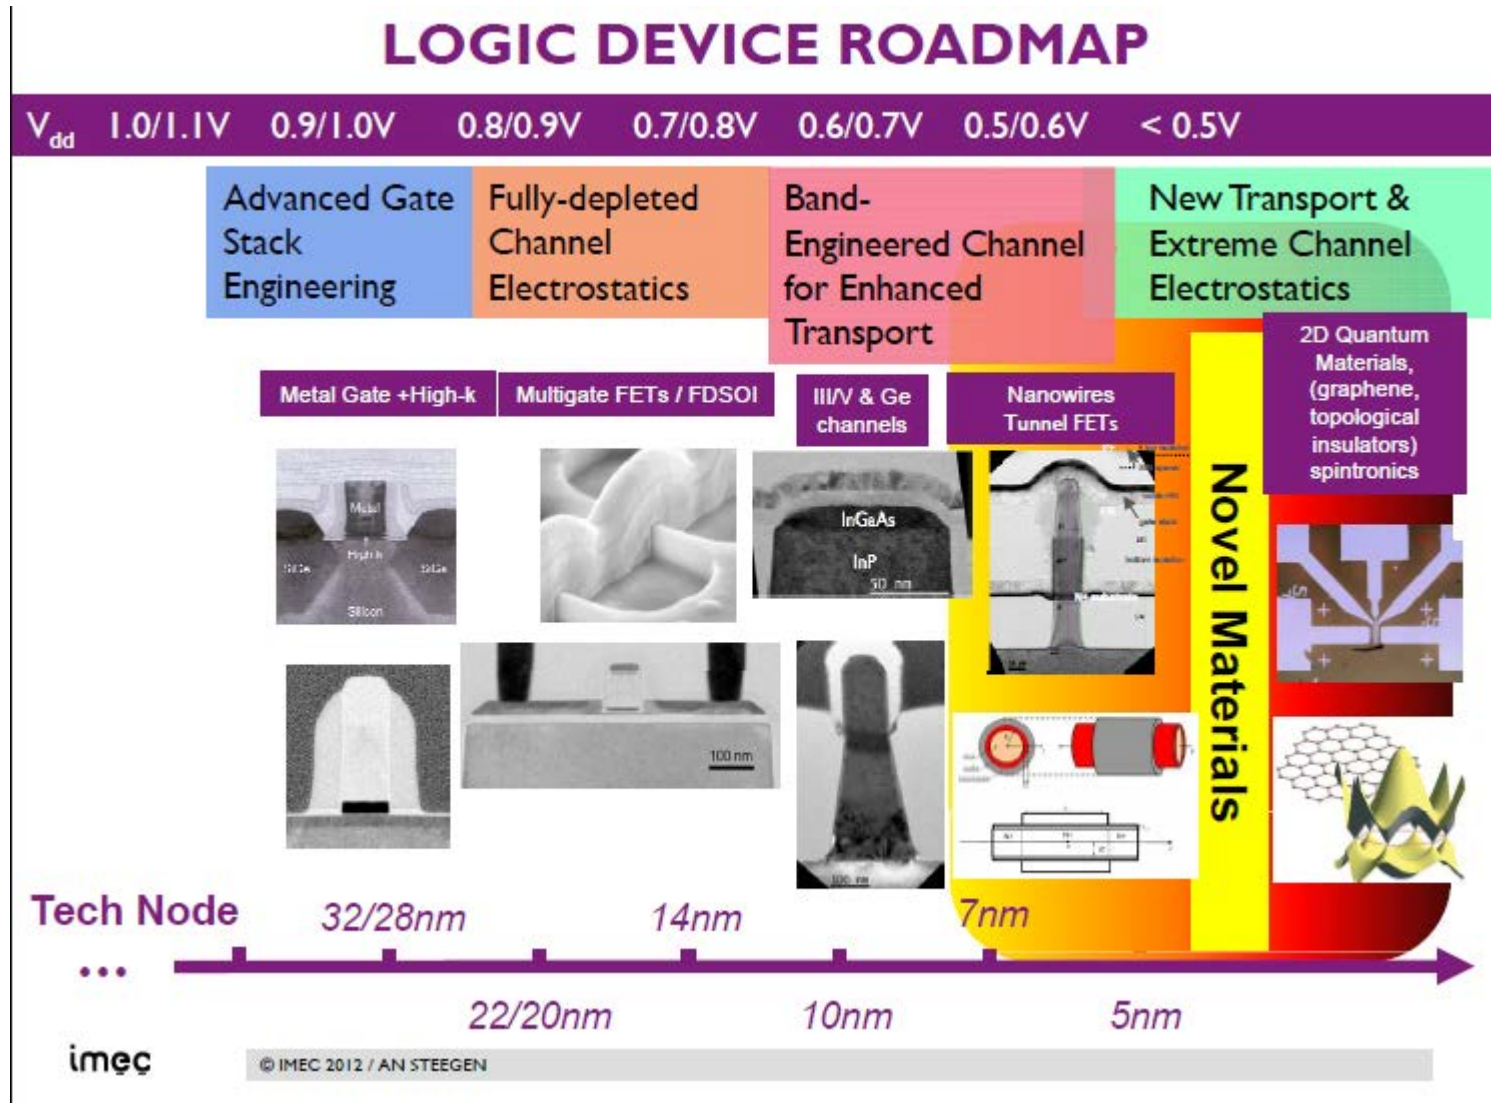 LOGIC DEVICE ROADMAP
Vdd 1.0/1.1V 0.9/1.0V 0.8/0.9V 0.7/0.8V 0.6/0.7V 0.5/0.6V < 0.5V
Advanced Gate
Stack
Engineering
Fully-depleted
Channel
Electrostatics
Band-
Engineered Channel
for Enhanced
Transport
New Transport &
Extreme Channel
Electrostatics
Metal Gate +High-k
Multigate FETs / FDSOI
III/V & Ge
channels
Nanowires
Tunnel FETs
2D Quantum
Materials,
(graphene,
topological
insulators)
spintronics
Metal
High-k
SiGe
SiGe
Silicon
InGaAs
InP
50 nm
100 nm
100 nm
Novel Materials
Tech Node
32/28nm
14nm
7nm
...
22/20nm
10nm
5nm
imec
© IMEC 2012 / AN STEEGEN